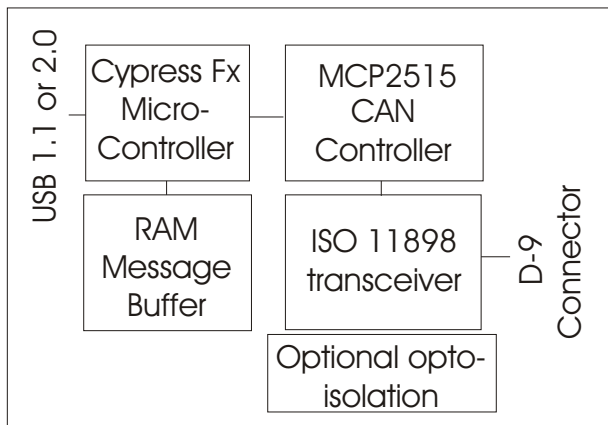 USB 1.1 or 2.0
Cypress Fx
Micro-
Controller
MCP2515
CAN
Controller
RAM
Message
Buffer
ISO 11898
transceiver
D-9
Connector
Optional opto-
isolation